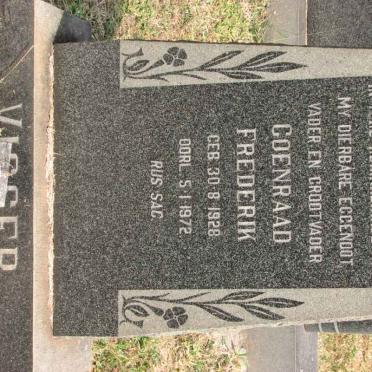 MY DIERBARE EGGENOOT
VADER EN GROOTVADER
COENRAAD
FREDERIK
GEB. 30·8·1928
OORL. 5·1·1972
RUS SAG